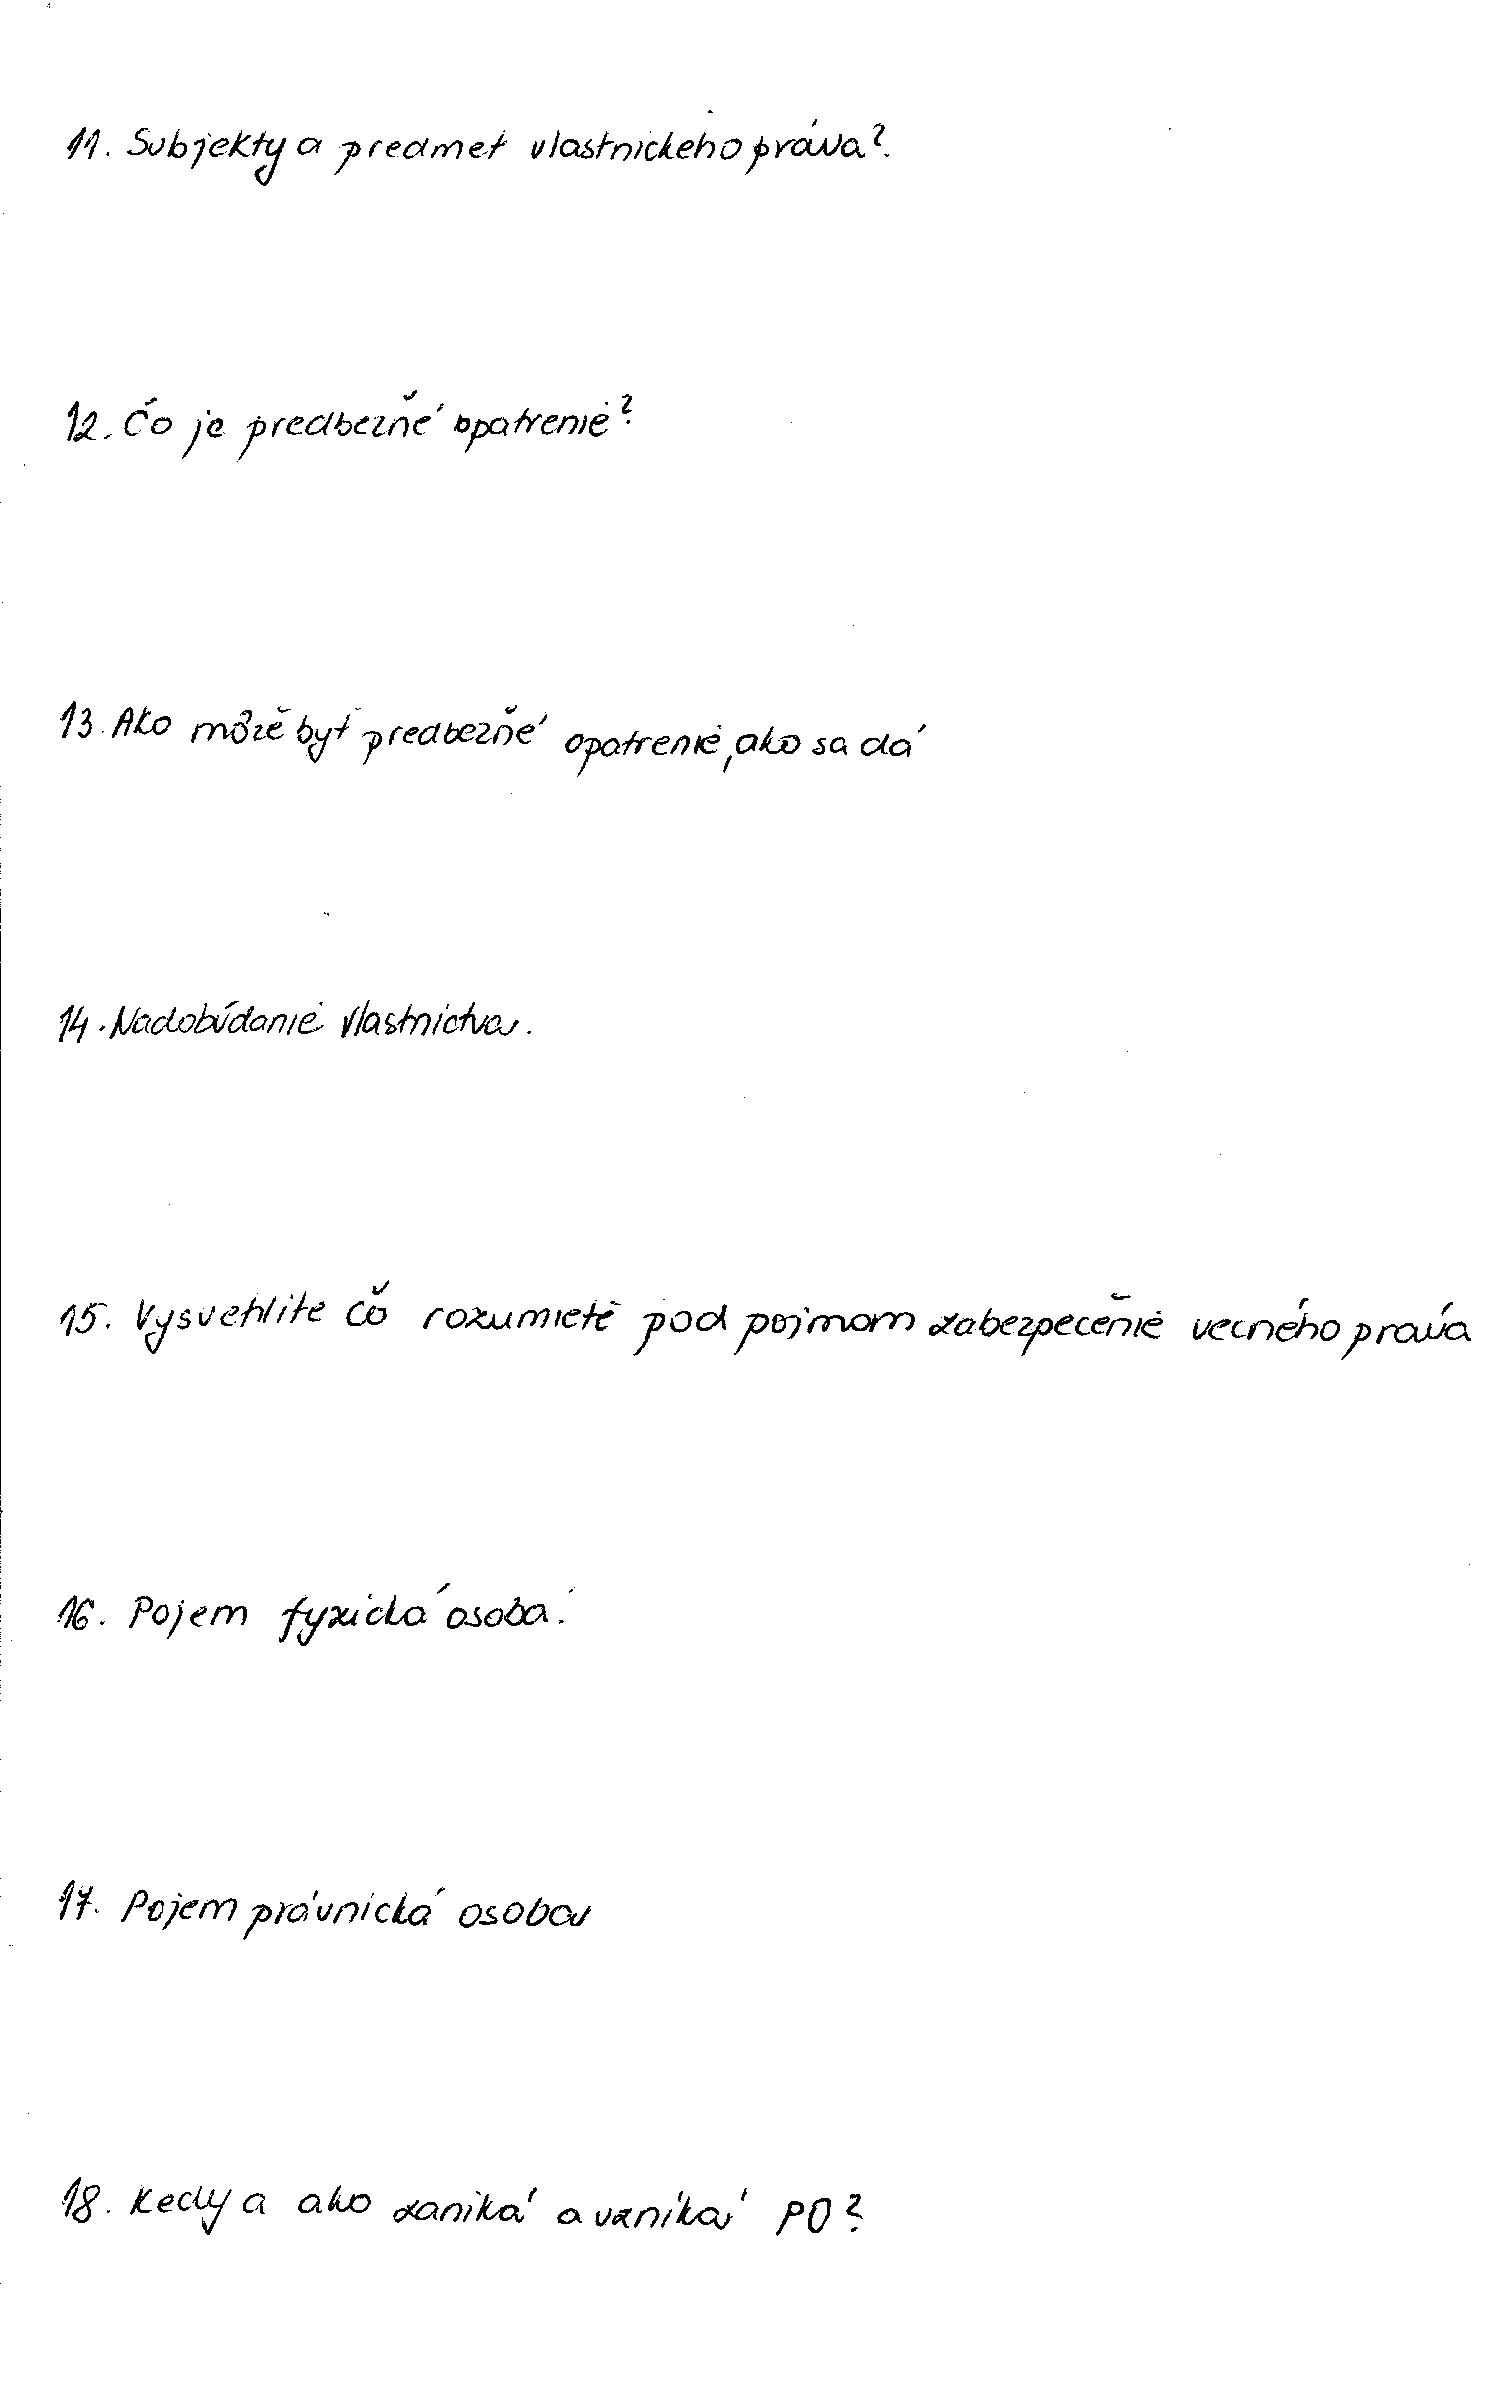 11. Subjekty a predmet vlastnického práva?
12. Čo je predbežné opatrenie?
13. Ako môže byť predbežné opatrenie, ako sa dá
14. Nadobúdanie vlastnictva.
15. Vysvetlite čo rozumiete pod pojmom zabezpečenie vecného práva
16. Pojem fyzická osoba.
17. Pojem právnická osoba
18. Kedy a ako zaniká a vzniká PO?